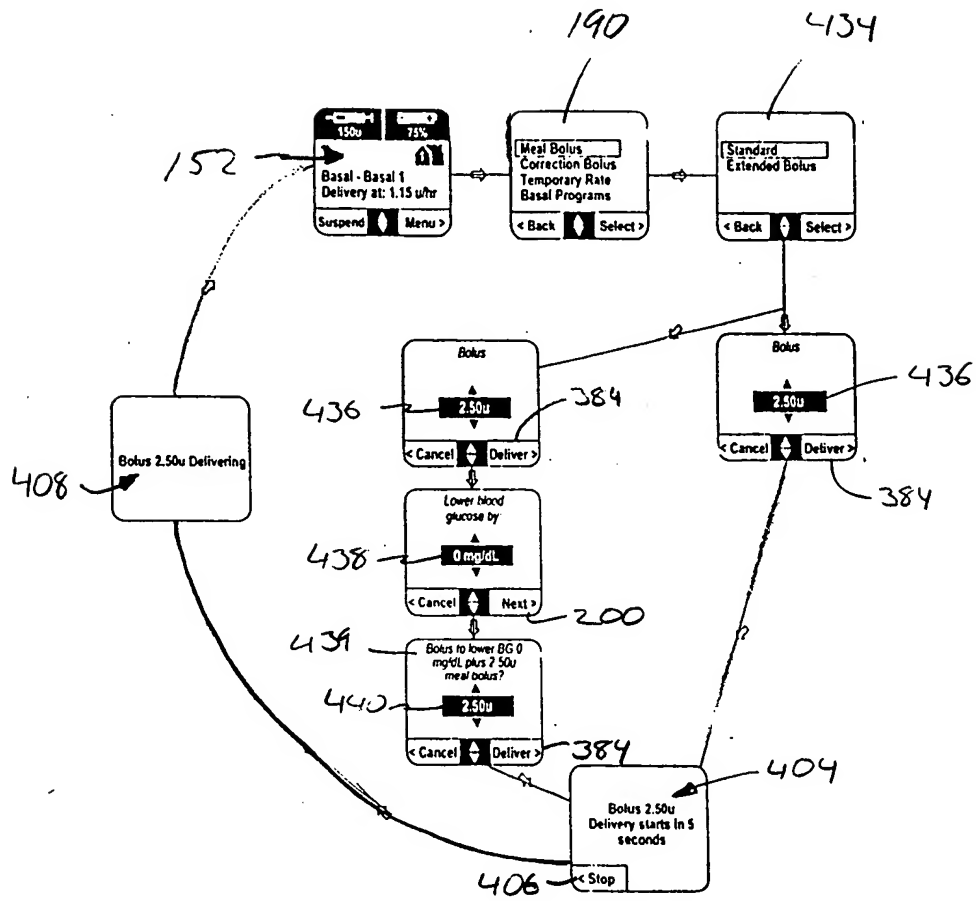 190
434
150u 75%
152
Basal - Basal 1
Delivery at: 1.15 u/hr
Suspend Menu >
Meal Bolus
Correction Bolus
Temporary Rate
Basal Programs
< Back Select >
Standard
Extended Bolus
< Back Select >
Bolus
436
2.50u
384
< Cancel Deliver >
Bolus
2.50u
436
< Cancel Deliver >
384
Bolus 2.50u Delivering
408
Lower blood
glucose by
438
0 mg/dL
< Cancel Next >
200
439
Bolus to lower BG 0
mg/dL plus 2 50u
meal bolus?
440
2.50u
< Cancel Deliver >
384
404
Bolus 2.50u
Delivery starts in 5
seconds
406
< Stop